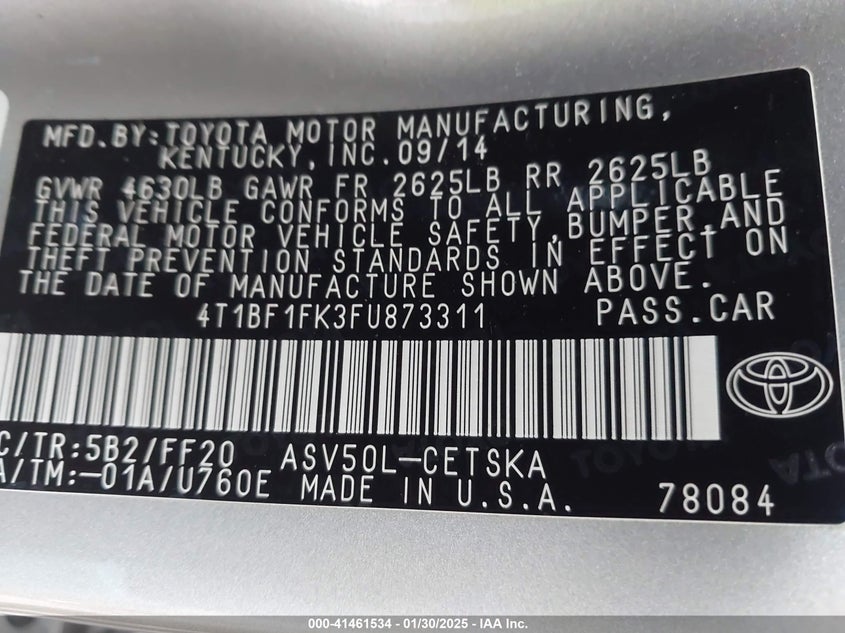 MFD.BY:TOYOTA MOTOR MANUFACTURING,
KENTUCKY, INC.09/14
GVWR 4630LB GAWR FR 2625LB RR 2625LB
THIS VEHICLE CONFORMS TO ALL APPLICABLE
FEDERAL MOTOR VEHICLE SAFETY,BUMPER,AND
THEFT PREVENTION STANDARDS IN EFFECT ON
THE DATE OF MANUFACTURE SHOWN ABOVE.
4T1BF1FK3FU873311 PASS.CAR
C/TR:5B2/FF20 ASV50L-CETSKA
A/TM:-01A/U760E MADE IN U.S.A. 78084
000-41461534 - 01/30/2025 - IAA Inc.